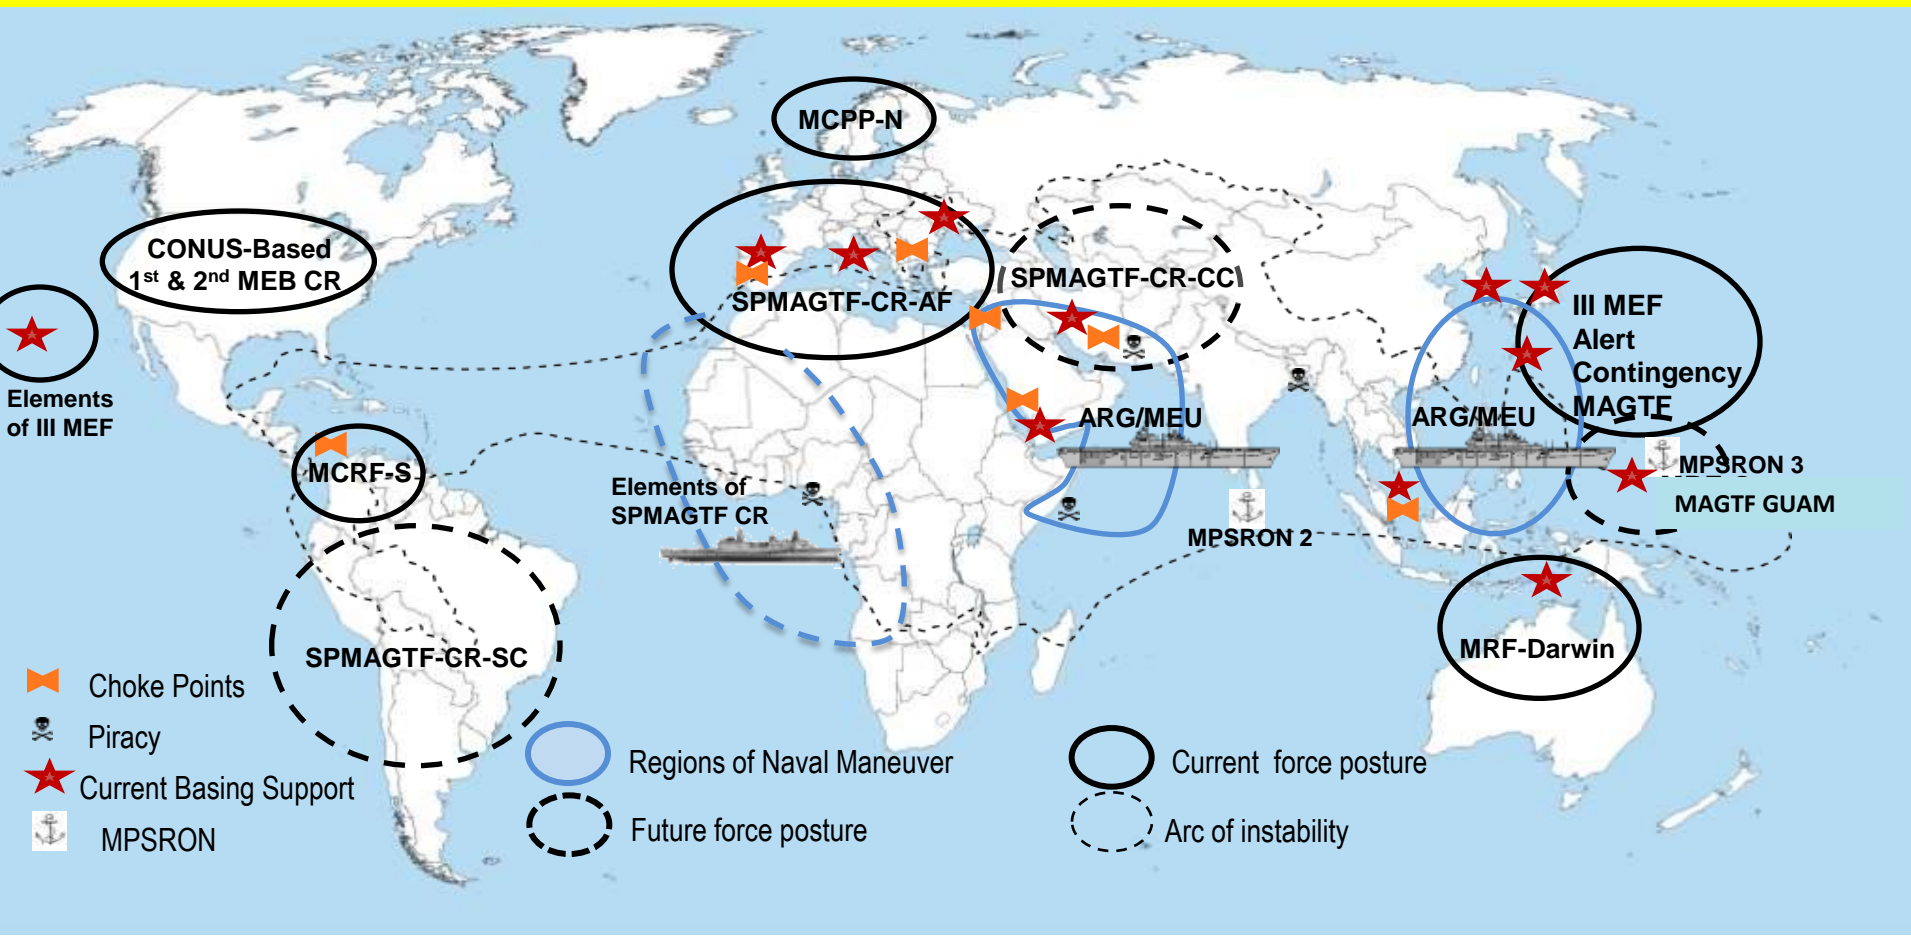 MCPP-N
CONUS-Based
1st & 2nd MEB CR
SPMAGTF-CR-AF
SPMAGTF-CR-CC
III MEF
Alert
Contingency
MAGTF
Elements
of III MEF
ARG/MEU
ARG/MEU
MCRF-S
Elements of
SPMAGTF CR
MPSRON 3
MAGTF GUAM
MPSRON 2
SPMAGTF-CR-SC
MRF-Darwin
Choke Points
Piracy
Current Basing Support
MPSRON
Regions of Naval Maneuver
Future force posture
Current force posture
Arc of instability